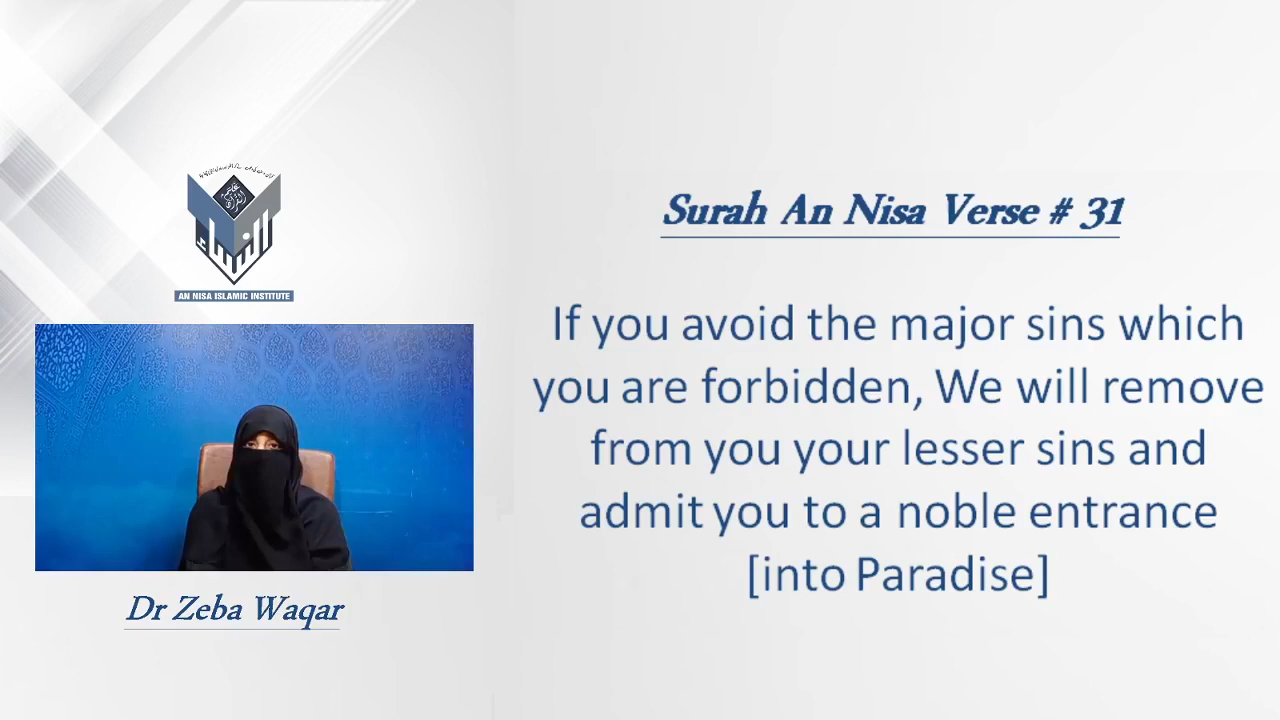 AN NISA ISLAMIC INSTITUTE
Dr Zeba Waqar
Surah An Nisa Verse # 31
If you avoid the major sins which
you are forbidden, We will remove
from you your lesser sins and
admit you to a noble entrance
[into Paradise]